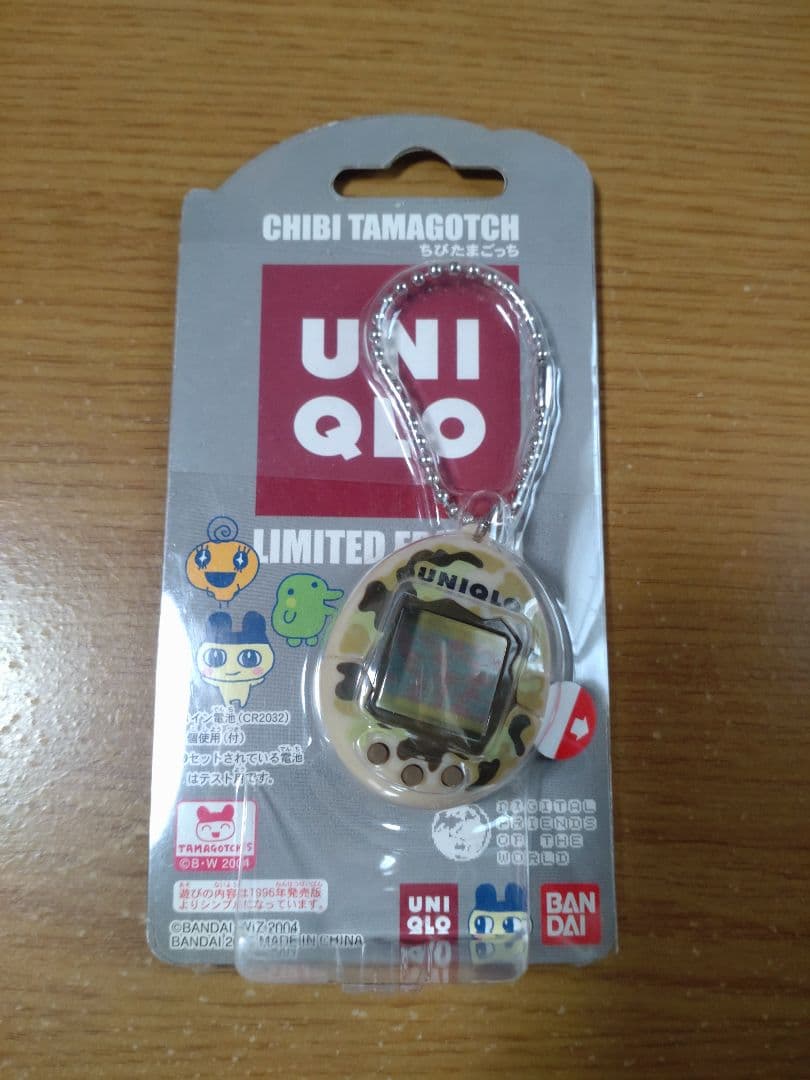 CHIBI TAMAGOTCH
ちびたまごっち
UNI
QLO
LIMITED
UNIQLO
イン電池(CR2032)
個使用(付)
セットされている電池
はテスト用です。
TAMAGOTCH'S
©B・W 2004
DIGITAL
FRIENDS
OF THE
WORLD
遊びの内容は1996年発売版
よりシンプルになっています。
UNI
QLO
BAN
DAI
©BANDAI,WIZ 2004
BANDAI MADE IN CHINA